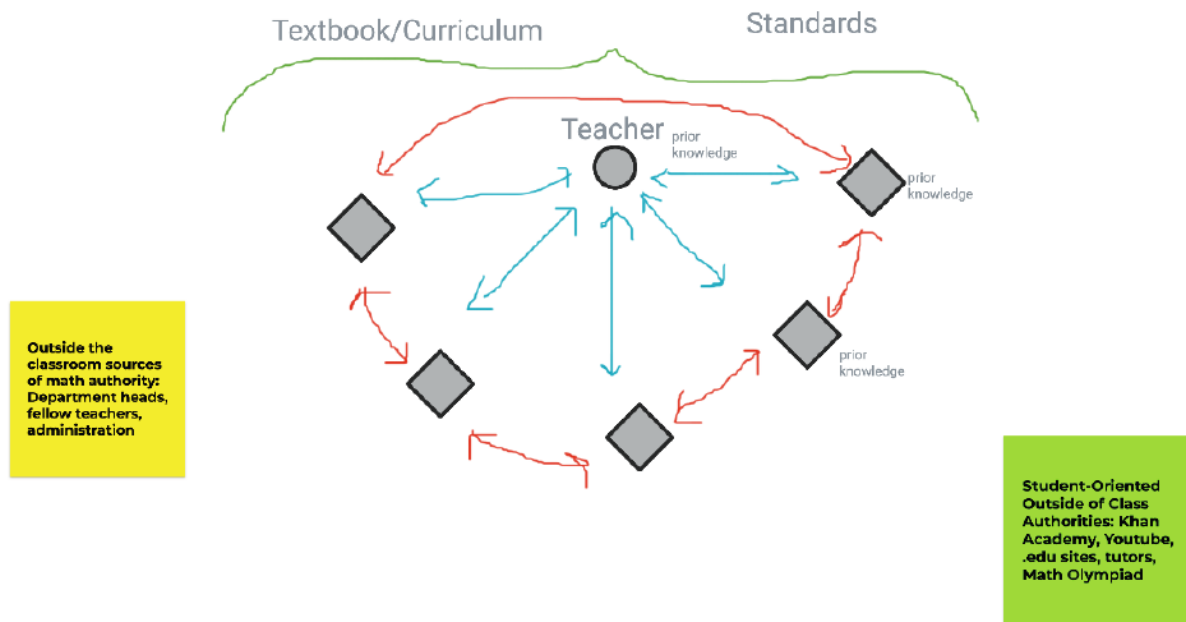 Textbook/Curriculum
Standards
Teacher
prior
knowledge
prior
knowledge
prior
knowledge
Outside the
classroom sources
of math authority:
Department heads,
fellow teachers,
administration
Student-Oriented
Outside of Class
Authorities: Khan
Academy, Youtube,
.edu sites, tutors,
Math Olympiad